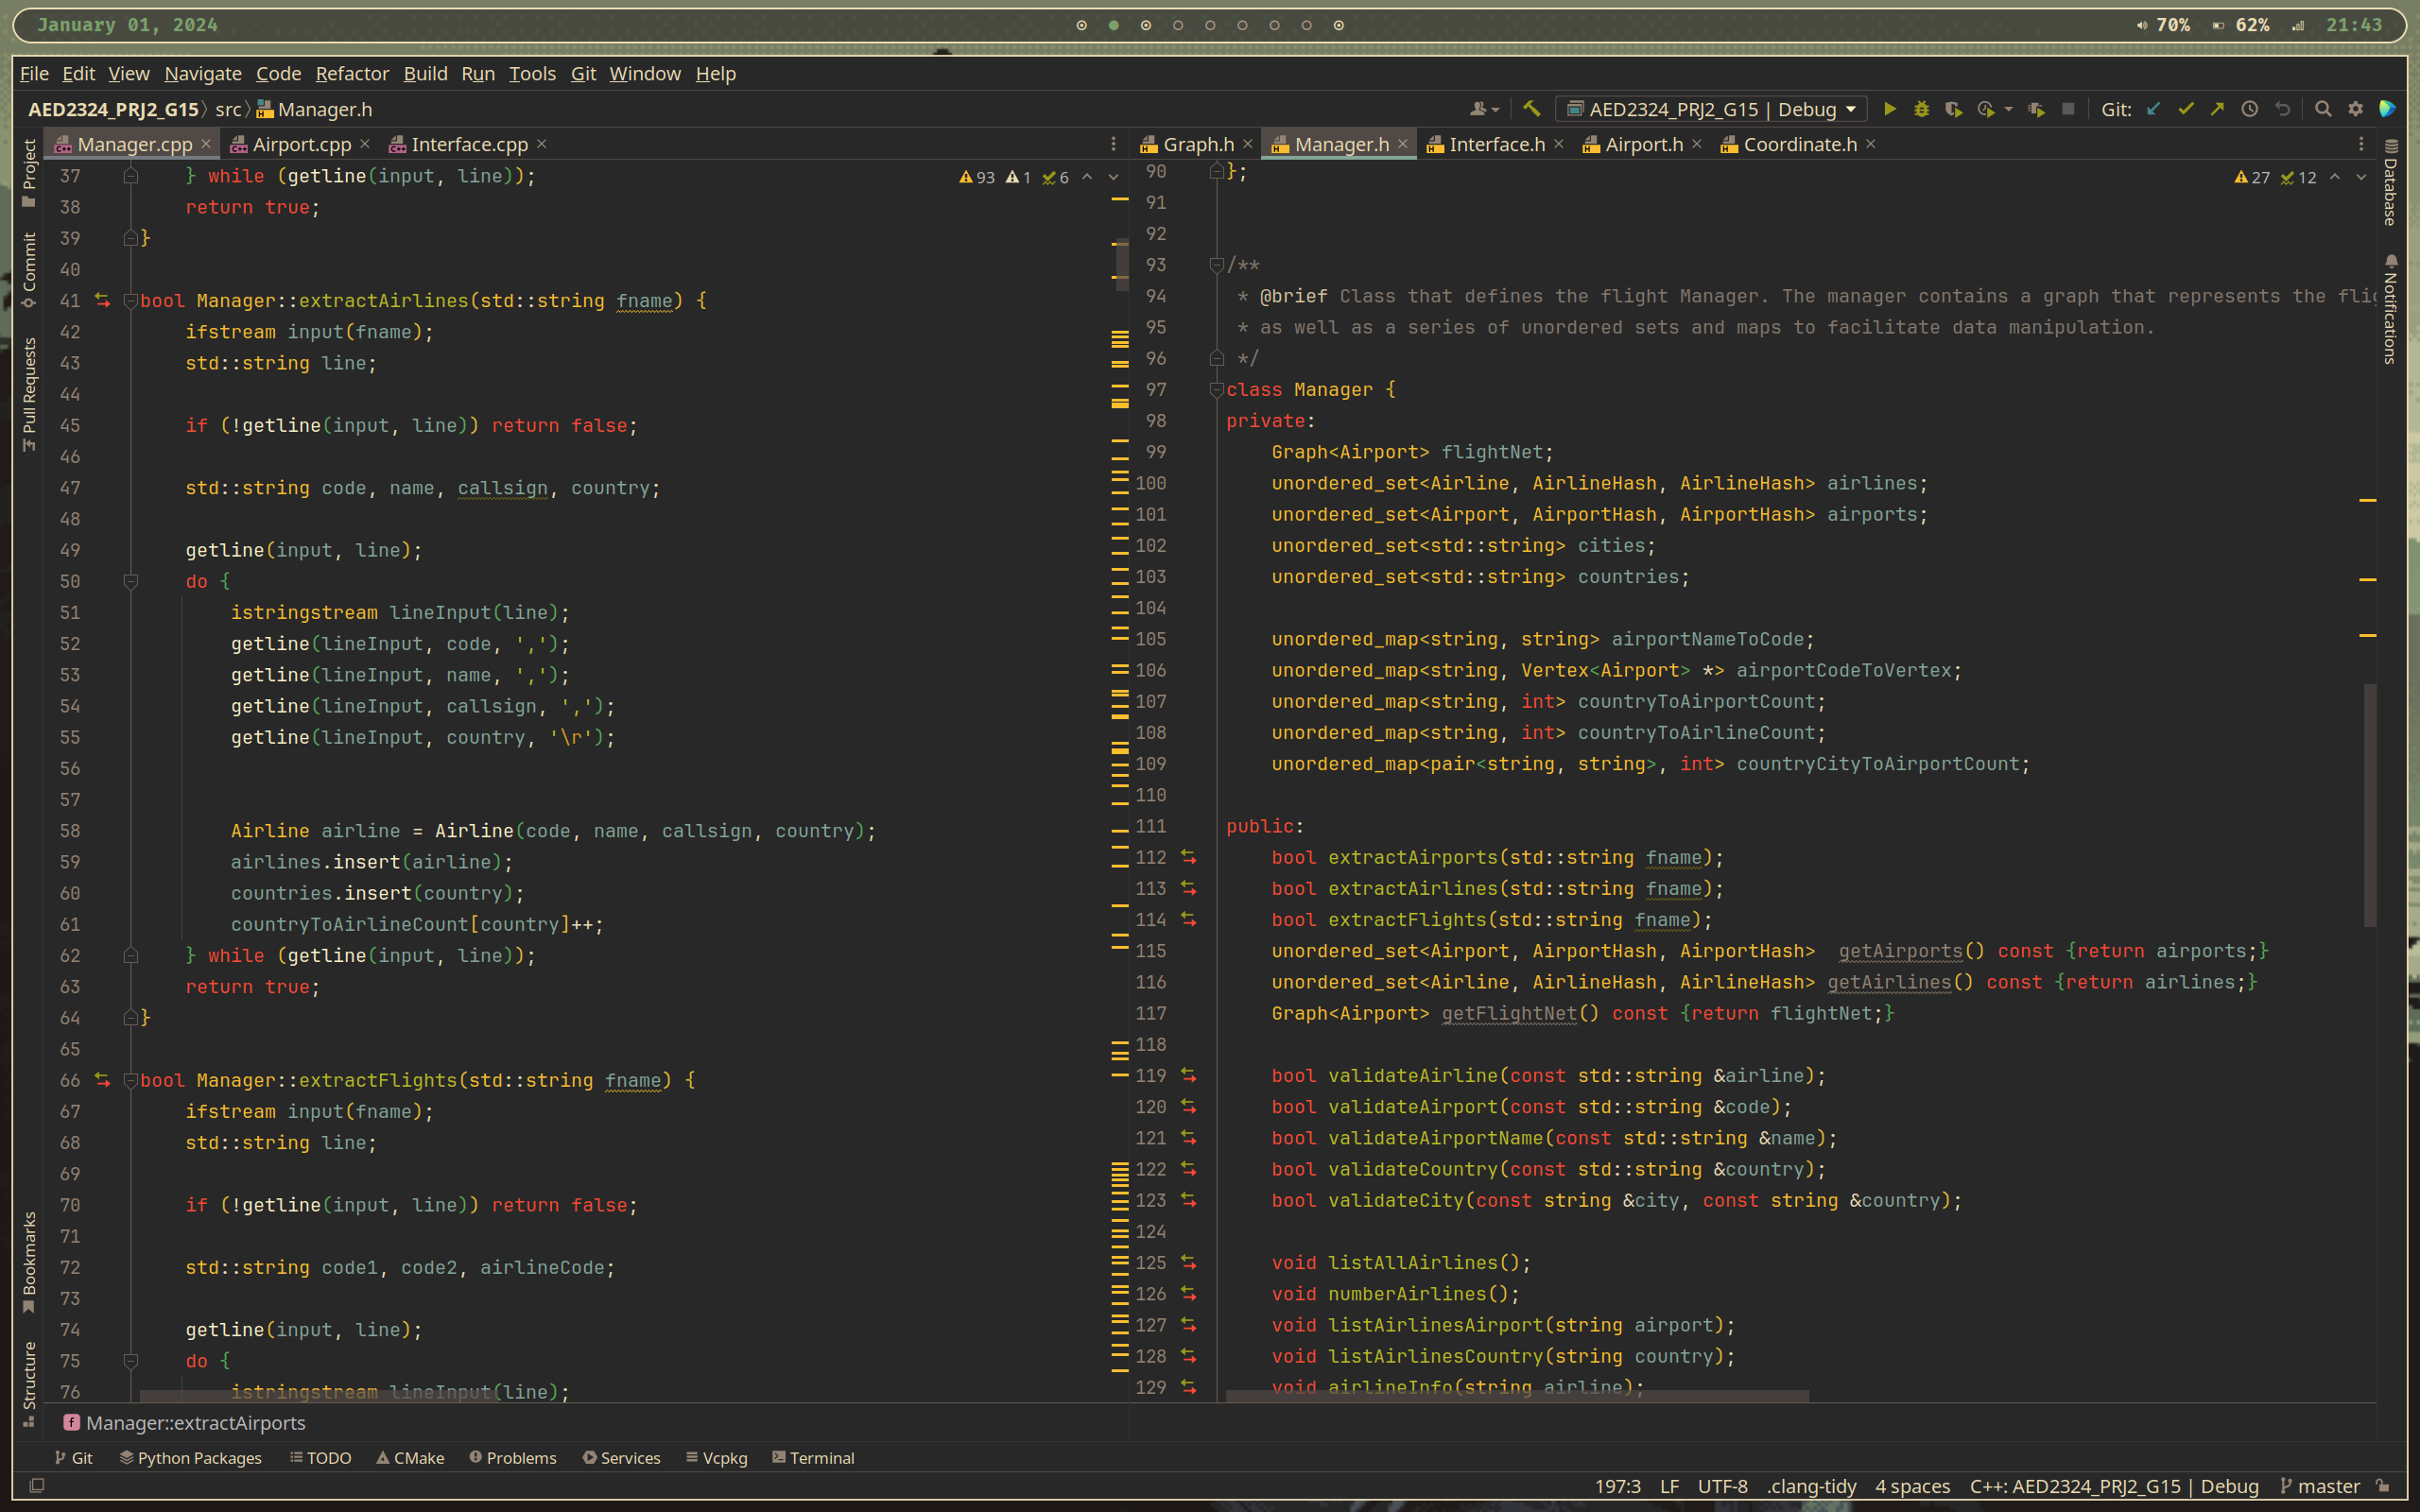 January 01, 2024
70% 62% 21:43
File Edit View Navigate Code Refactor Build Run Tools Git Window Help
AED2324_PRJ2_G15 src Manager.h
AED2324_PRJ2_G15 | Debug Git:
Project
Commit
Pull Requests
Bookmarks
Structure
Manager.cpp Airport.cpp Interface.cpp
93 1 6
37 } while (getline(input, line));
38 return true;
39 }
40
41 bool Manager::extractAirlines(std::string fname) {
42 ifstream input(fname);
43 std::string line;
44
45 if (!getline(input, line)) return false;
46
47 std::string code, name, callsign, country;
48
49 getline(input, line);
50 do {
51 istringstream lineInput(line);
52 getline(lineInput, code, ',');
53 getline(lineInput, name, ',');
54 getline(lineInput, callsign, ',');
55 getline(lineInput, country, '\r');
56
57
58 Airline airline = Airline(code, name, callsign, country);
59 airlines.insert(airline);
60 countries.insert(country);
61 countryToAirlineCount[country]++;
62 } while (getline(input, line));
63 return true;
64 }
65
66 bool Manager::extractFlights(std::string fname) {
67 ifstream input(fname);
68 std::string line;
69
70 if (!getline(input, line)) return false;
71
72 std::string code1, code2, airlineCode;
73
74 getline(input, line);
75 do {
76 istringstream lineInput(line);
Manager::extractAirports
Graph.h Manager.h Interface.h Airport.h Coordinate.h
27 12
90 };
91
92
93 /**
94 * @brief Class that defines the flight Manager. The manager contains a graph that represents the flig
95 * as well as a series of unordered sets and maps to facilitate data manipulation.
96 */
97 class Manager {
98 private:
99 Graph<Airport> flightNet;
100 unordered_set<Airline, AirlineHash, AirlineHash> airlines;
101 unordered_set<Airport, AirportHash, AirportHash> airports;
102 unordered_set<std::string> cities;
103 unordered_set<std::string> countries;
104
105 unordered_map<string, string> airportNameToCode;
106 unordered_map<string, Vertex<Airport> *> airportCodeToVertex;
107 unordered_map<string, int> countryToAirportCount;
108 unordered_map<string, int> countryToAirlineCount;
109 unordered_map<pair<string, string>, int> countryCityToAirportCount;
110
111 public:
112 bool extractAirports(std::string fname);
113 bool extractAirlines(std::string fname);
114 bool extractFlights(std::string fname);
115 unordered_set<Airport, AirportHash, AirportHash>  getAirports() const {return airports;}
116 unordered_set<Airline, AirlineHash, AirlineHash> getAirlines() const {return airlines;}
117 Graph<Airport> getFlightNet() const {return flightNet;}
118
119 bool validateAirline(const std::string &airline);
120 bool validateAirport(const std::string &code);
121 bool validateAirportName(const std::string &name);
122 bool validateCountry(const std::string &country);
123 bool validateCity(const string &city, const string &country);
124
125 void listAllAirlines();
126 void numberAirlines();
127 void listAirlinesAirport(string airport);
128 void listAirlinesCountry(string country);
129 void airlineInfo(string airline);
Database
Notifications
Git Python Packages TODO CMake Problems Services Vcpkg Terminal
197:3 LF UTF-8 .clang-tidy 4 spaces C++: AED2324_PRJ2_G15 | Debug master